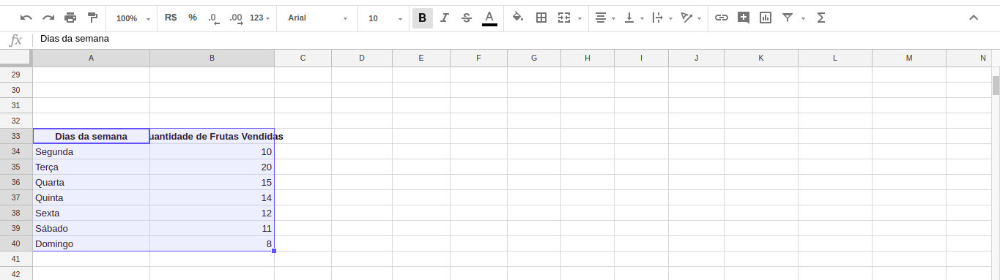 100% R$ % .0 .00 123 Arial 10 B I S A Σ
fx Dias da semana
A B C D E F G H I J K L M N
29
30
31
32
33 Dias da semana uantidade de Frutas Vendidas
34 Segunda 10
35 Terça 20
36 Quarta 15
37 Quinta 14
38 Sexta 12
39 Sábado 11
40 Domingo 8
41
42